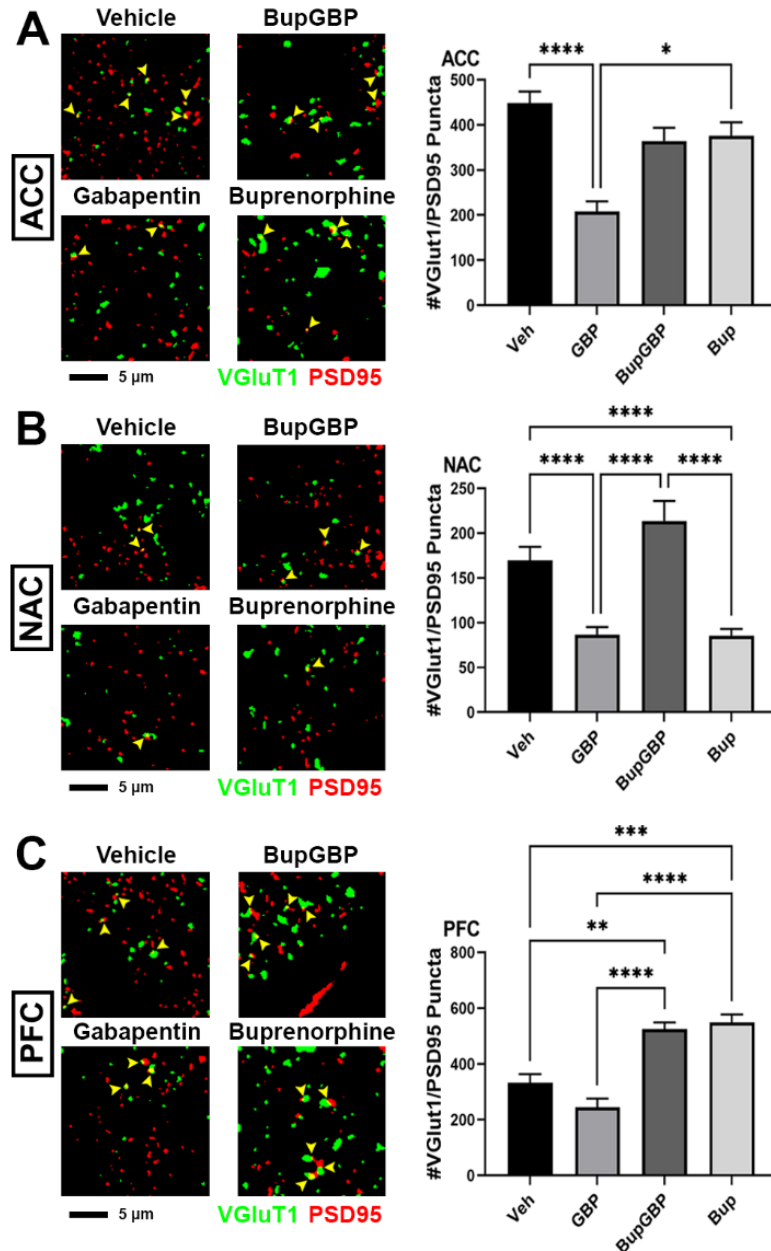 A
Vehicle BupGBP
ACC
Gabapentin Buprenorphine
5 µm VGluT1 PSD95
ACC
**** *
#VGlut1/PSD95 Puncta
500
400
300
200
100
0
Veh GBP BupGBP Bup
B
Vehicle BupGBP
NAC
Gabapentin Buprenorphine
5 µm VGluT1 PSD95
****
NAC **** **** ****
#VGlut1/PSD95 Puncta
250
200
150
100
50
0
Veh GBP BupGBP Bup
C
Vehicle BupGBP
PFC
Gabapentin Buprenorphine
5 µm VGluT1 PSD95
***
****
PFC **
****
#VGlut1/PSD95 Puncta
800
600
400
200
0
Veh GBP BupGBP Bup